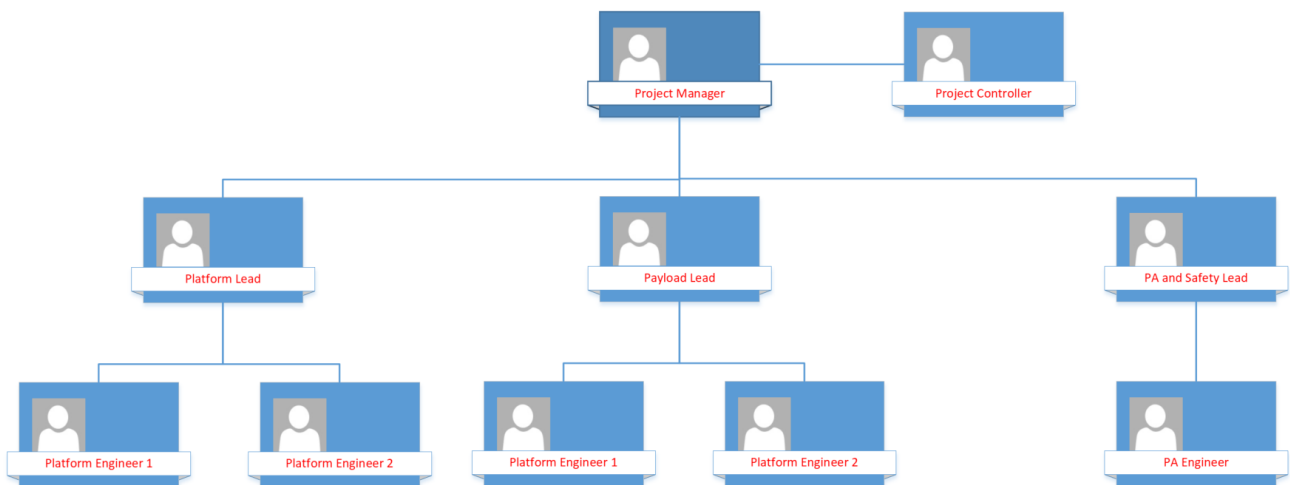 Project Manager
Project Controller
Platform Lead
Payload Lead
PA and Safety Lead
Platform Engineer 1
Platform Engineer 2
Platform Engineer 1
Platform Engineer 2
PA Engineer